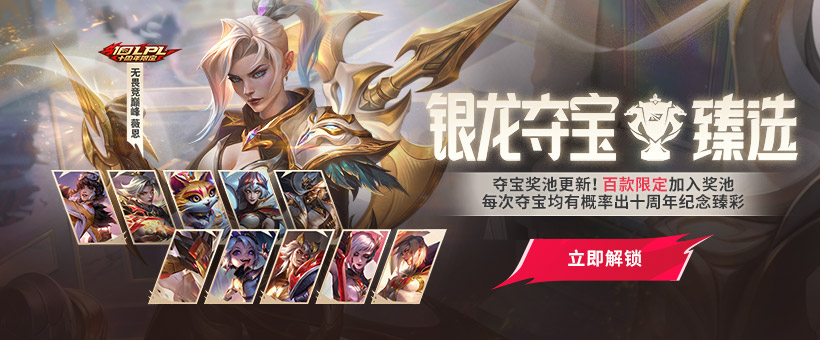 10LPL
十周年限定
无畏竞巅峰 薇恩
银龙夺宝 臻选
夺宝奖池更新！百款限定加入奖池
每次夺宝均有概率出十周年纪念臻彩
立即解锁